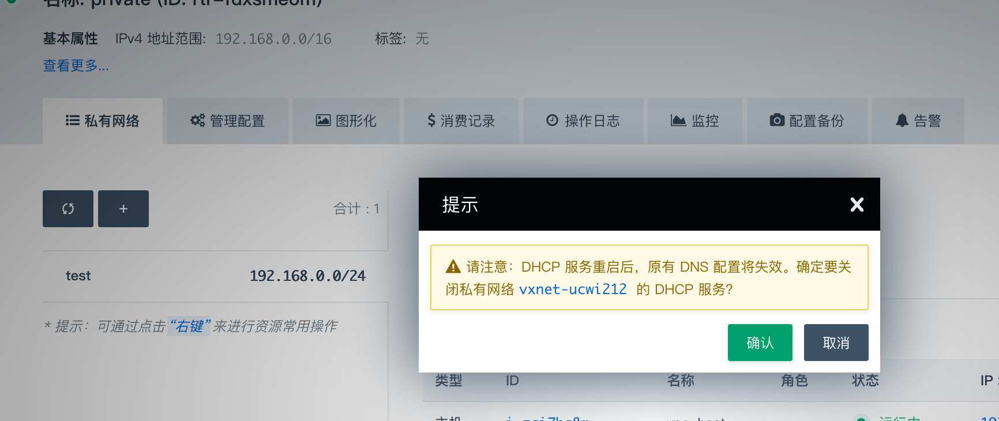 名称: private (ID: rtr-
基本属性 IPv4 地址范围: 192.168.0.0/16 标签: 无
查看更多...
私有网络 管理配置 图形化 消费记录 操作日志 监控 配置备份 告警
合计 : 1
test 192.168.0.0/24
* 提示：可通过点击“右键”来进行资源常用操作
提示
请注意：DHCP 服务重启后，原有 DNS 配置将失效。确定要关
闭私有网络 vxnet-ucwi212 的 DHCP 服务?
确认 取消
类型 ID 名称 角色 状态 IP
主机 运行中